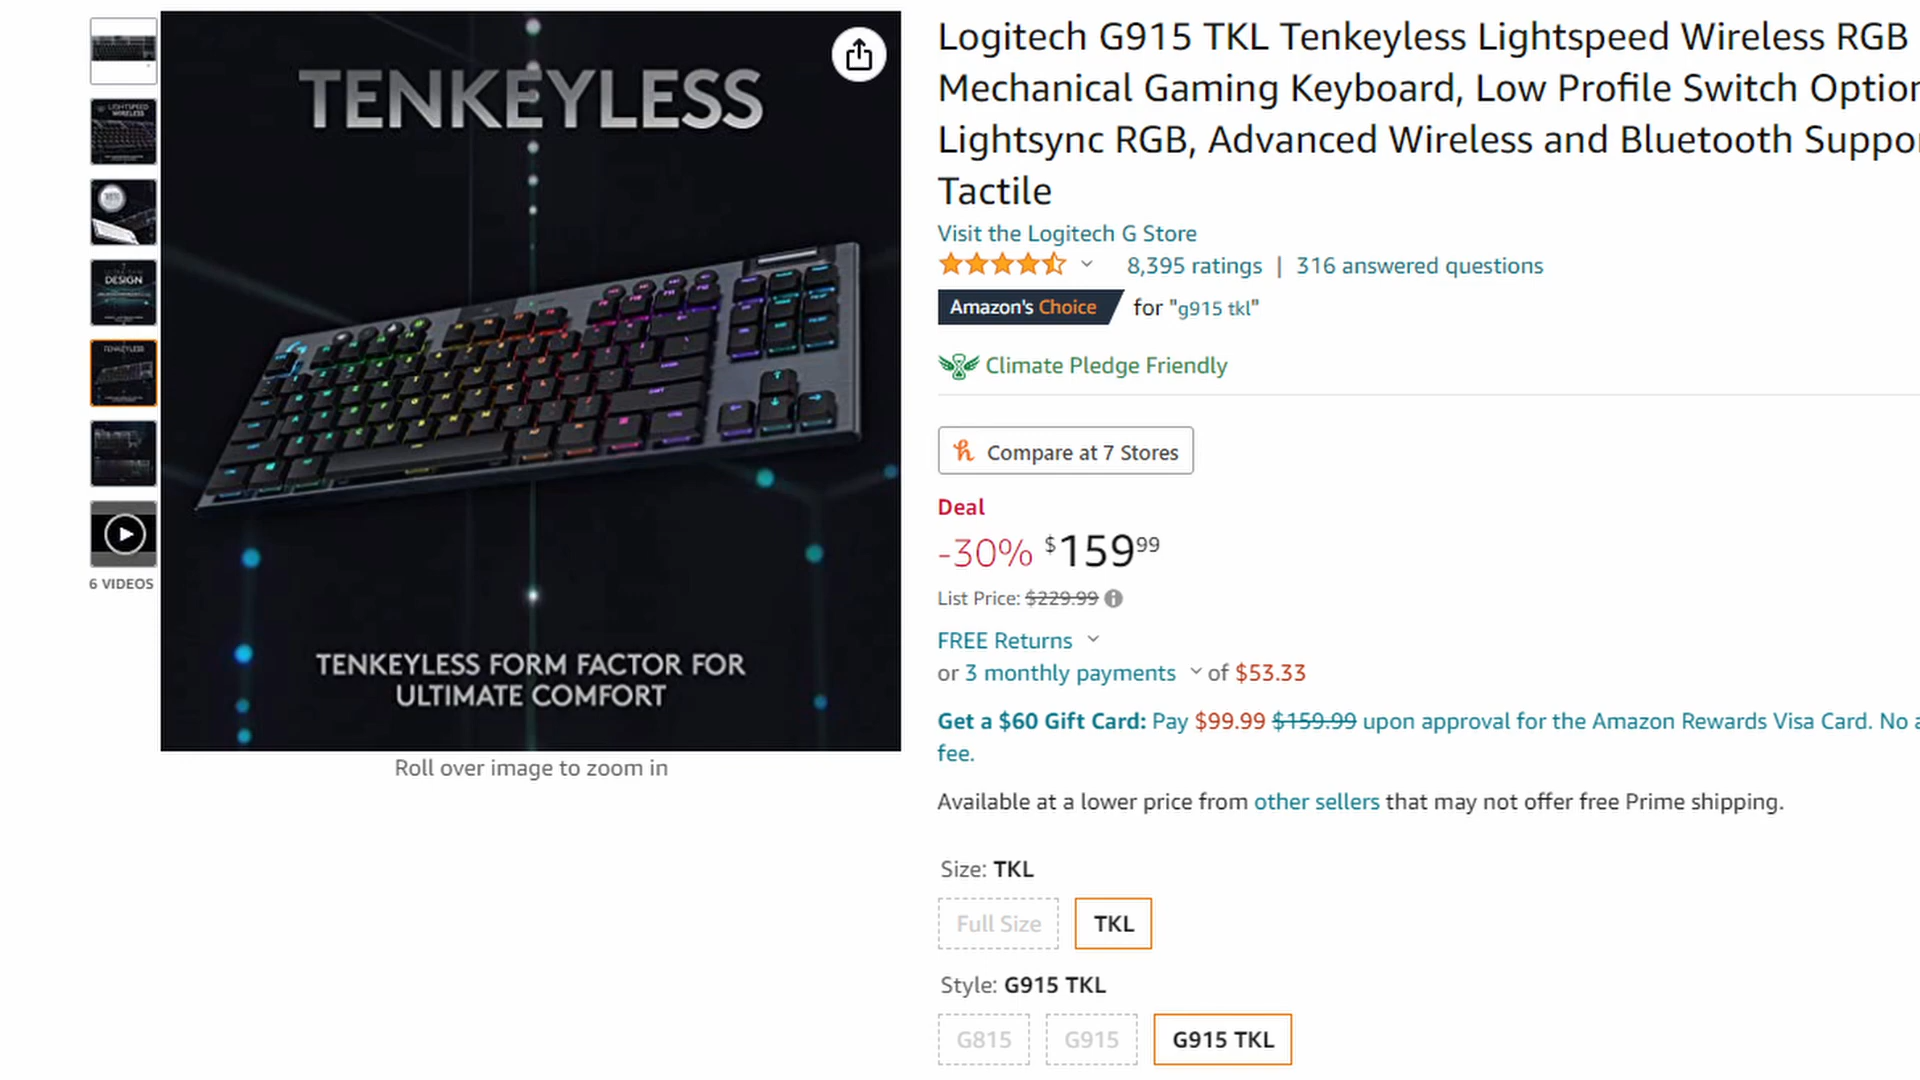 TENKEYLESS
TENKEYLESS FORM FACTOR FOR
ULTIMATE COMFORT
LIGHTSPEED
WIRELESS
DESIGN
TENKEYLESS
6 VIDEOS
Roll over image to zoom in
Logitech G915 TKL Tenkeyless Lightspeed Wireless RGB
Mechanical Gaming Keyboard, Low Profile Switch Option
Lightsync RGB, Advanced Wireless and Bluetooth Suppo
Tactile
Visit the Logitech G Store
8,395 ratings | 316 answered questions
Amazon's Choice for "g915 tkl"
Climate Pledge Friendly
Compare at 7 Stores
Deal
-30% $159 99
List Price: $229.99
FREE Returns
or 3 monthly payments of $53.33
Get a $60 Gift Card: Pay $99.99 $159.99 upon approval for the Amazon Rewards Visa Card. No a
fee.
Available at a lower price from other sellers that may not offer free Prime shipping.
Size: TKL
Full Size TKL
Style: G915 TKL
G815 G915 G915 TKL